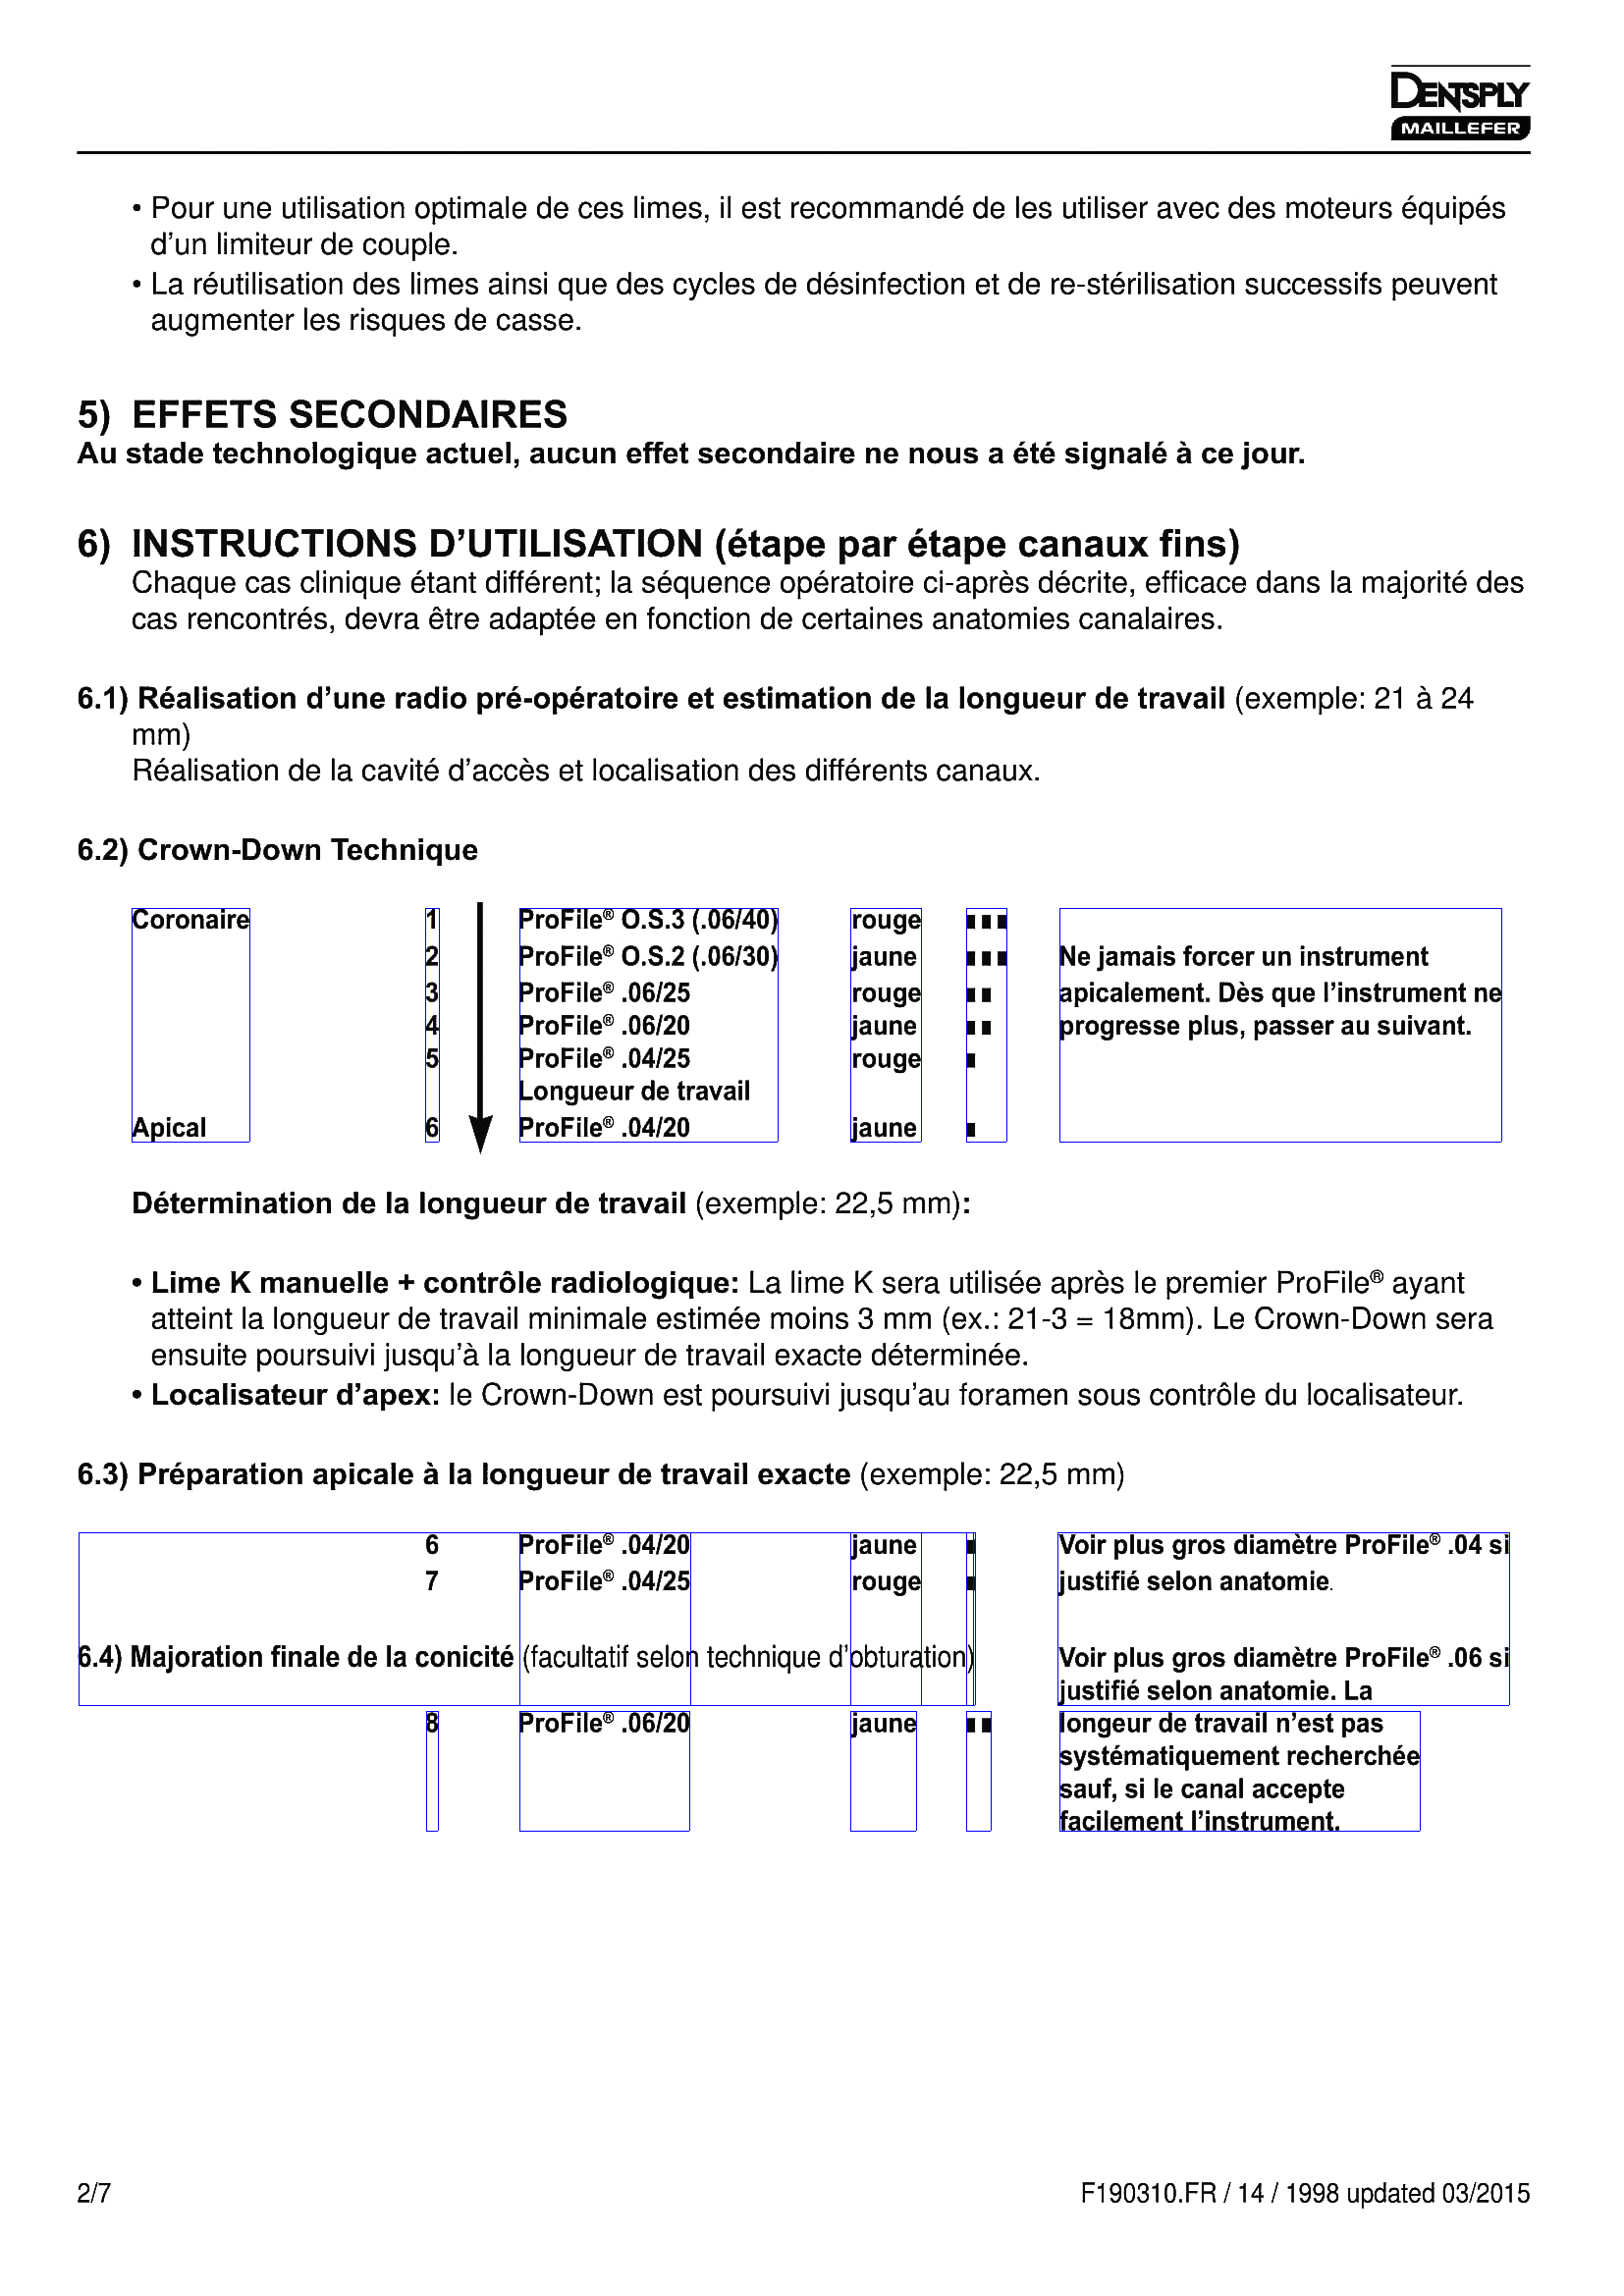 DENSPLY
MAILLEFER
• Pour une utilisation optimale de ces limes, il est recommandé de les utiliser avec des moteurs équipés
d’un limiteur de couple.
• La réutilisation des limes ainsi que des cycles de désinfection et de re-stérilisation successifs peuvent
augmenter les risques de casse.
5) EFFETS SECONDAIRES
Au stade technologique actuel, aucun effet secondaire ne nous a été signalé à ce jour.
6) INSTRUCTIONS D’UTILISATION (étape par étape canaux fins)
Chaque cas clinique étant différent; la séquence opératoire ci-après décrite, efficace dans la majorité des
cas rencontrés, devra être adaptée en fonction de certaines anatomies canalaires.
6.1) Réalisation d’une radio pré-opératoire et estimation de la longueur de travail (exemple: 21 à 24
mm)
Réalisation de la cavité d’accès et localisation des différents canaux.
6.2) Crown-Down Technique
Coronaire 1 ProFile® O.S.3 (.06/40) rouge
2 ProFile® O.S.2 (.06/30) jaune Ne jamais forcer un instrument
3 ProFile® .06/25 rouge apicalement. Dès que l’instrument ne
4 ProFile® .06/20 jaune progresse plus, passer au suivant.
5 ProFile® .04/25 rouge
Longueur de travail
Apical 6 ProFile® .04/20 jaune
Détermination de la longueur de travail (exemple: 22,5 mm):
• Lime K manuelle + contrôle radiologique: La lime K sera utilisée après le premier ProFile® ayant
atteint la longueur de travail minimale estimée moins 3 mm (ex.: 21-3 = 18mm). Le Crown-Down sera
ensuite poursuivi jusqu’à la longueur de travail exacte déterminée.
• Localisateur d’apex: le Crown-Down est poursuivi jusqu’au foramen sous contrôle du localisateur.
6.3) Préparation apicale à la longueur de travail exacte (exemple: 22,5 mm)
6 ProFile® .04/20 jaune Voir plus gros diamètre ProFile® .04 si
7 ProFile® .04/25 rouge justifié selon anatomie.
6.4) Majoration finale de la conicité (facultatif selon technique d’obturation) Voir plus gros diamètre ProFile® .06 si
justifié selon anatomie. La
8 ProFile® .06/20 jaune longeur de travail n’est pas
systématiquement recherchée
sauf, si le canal accepte
facilement l’instrument.
2/7 F190310.FR / 14 / 1998 updated 03/2015